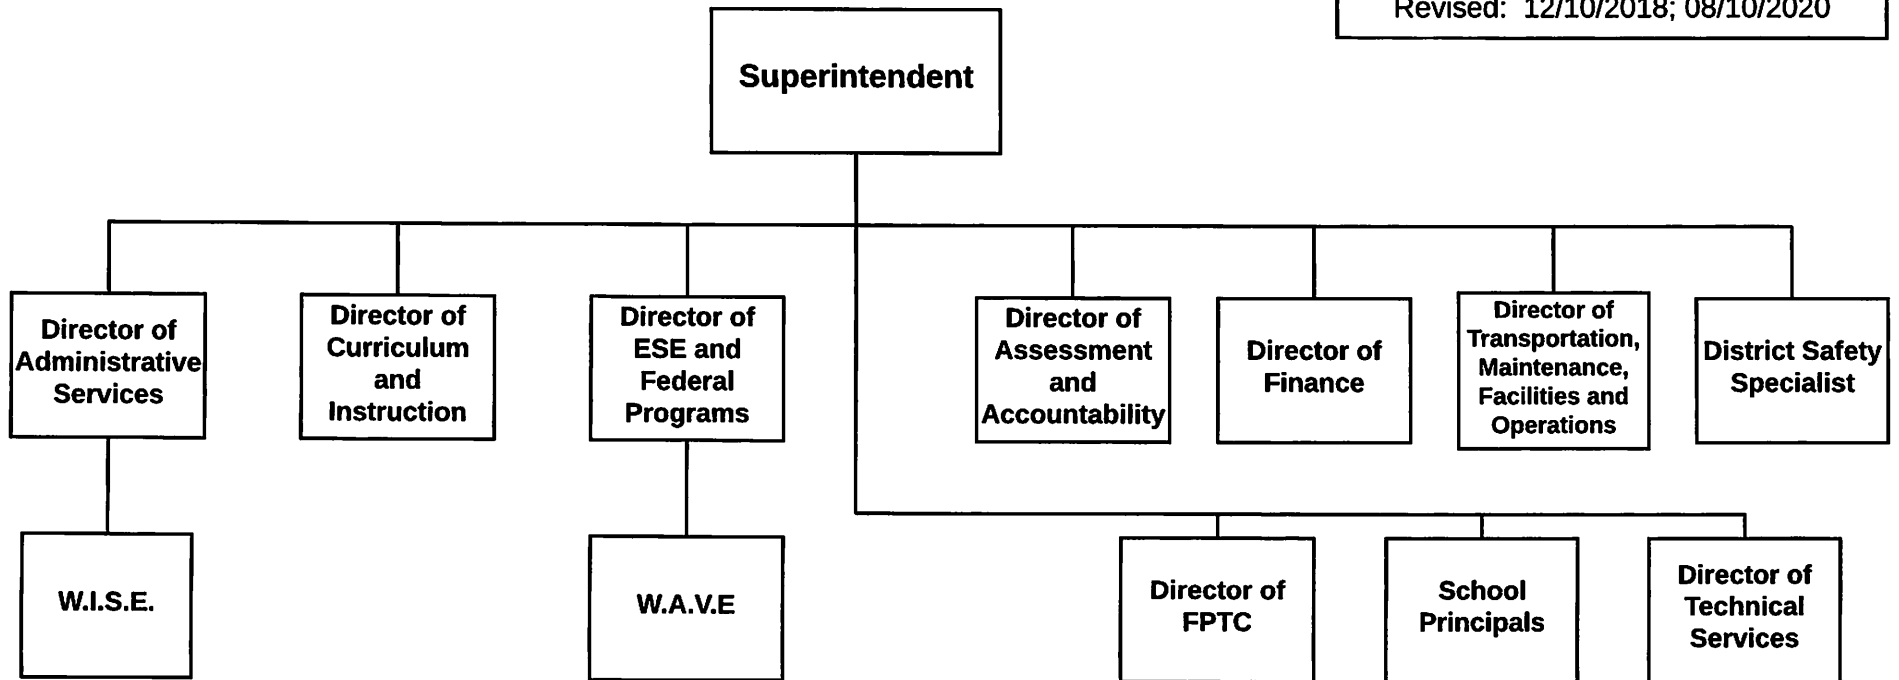 Revised: 12/10/2018; 08/10/2020
Superintendent
Director of
Administrative
Services
Director of
Curriculum
and
Instruction
Director of
ESE and
Federal
Programs
Director of
Assessment
and
Accountability
Director of
Finance
Director of
Transportation,
Maintenance,
Facilities and
Operations
District Safety
Specialist
W.I.S.E.
W.A.V.E
Director of
FPTC
School
Principals
Director of
Technical
Services